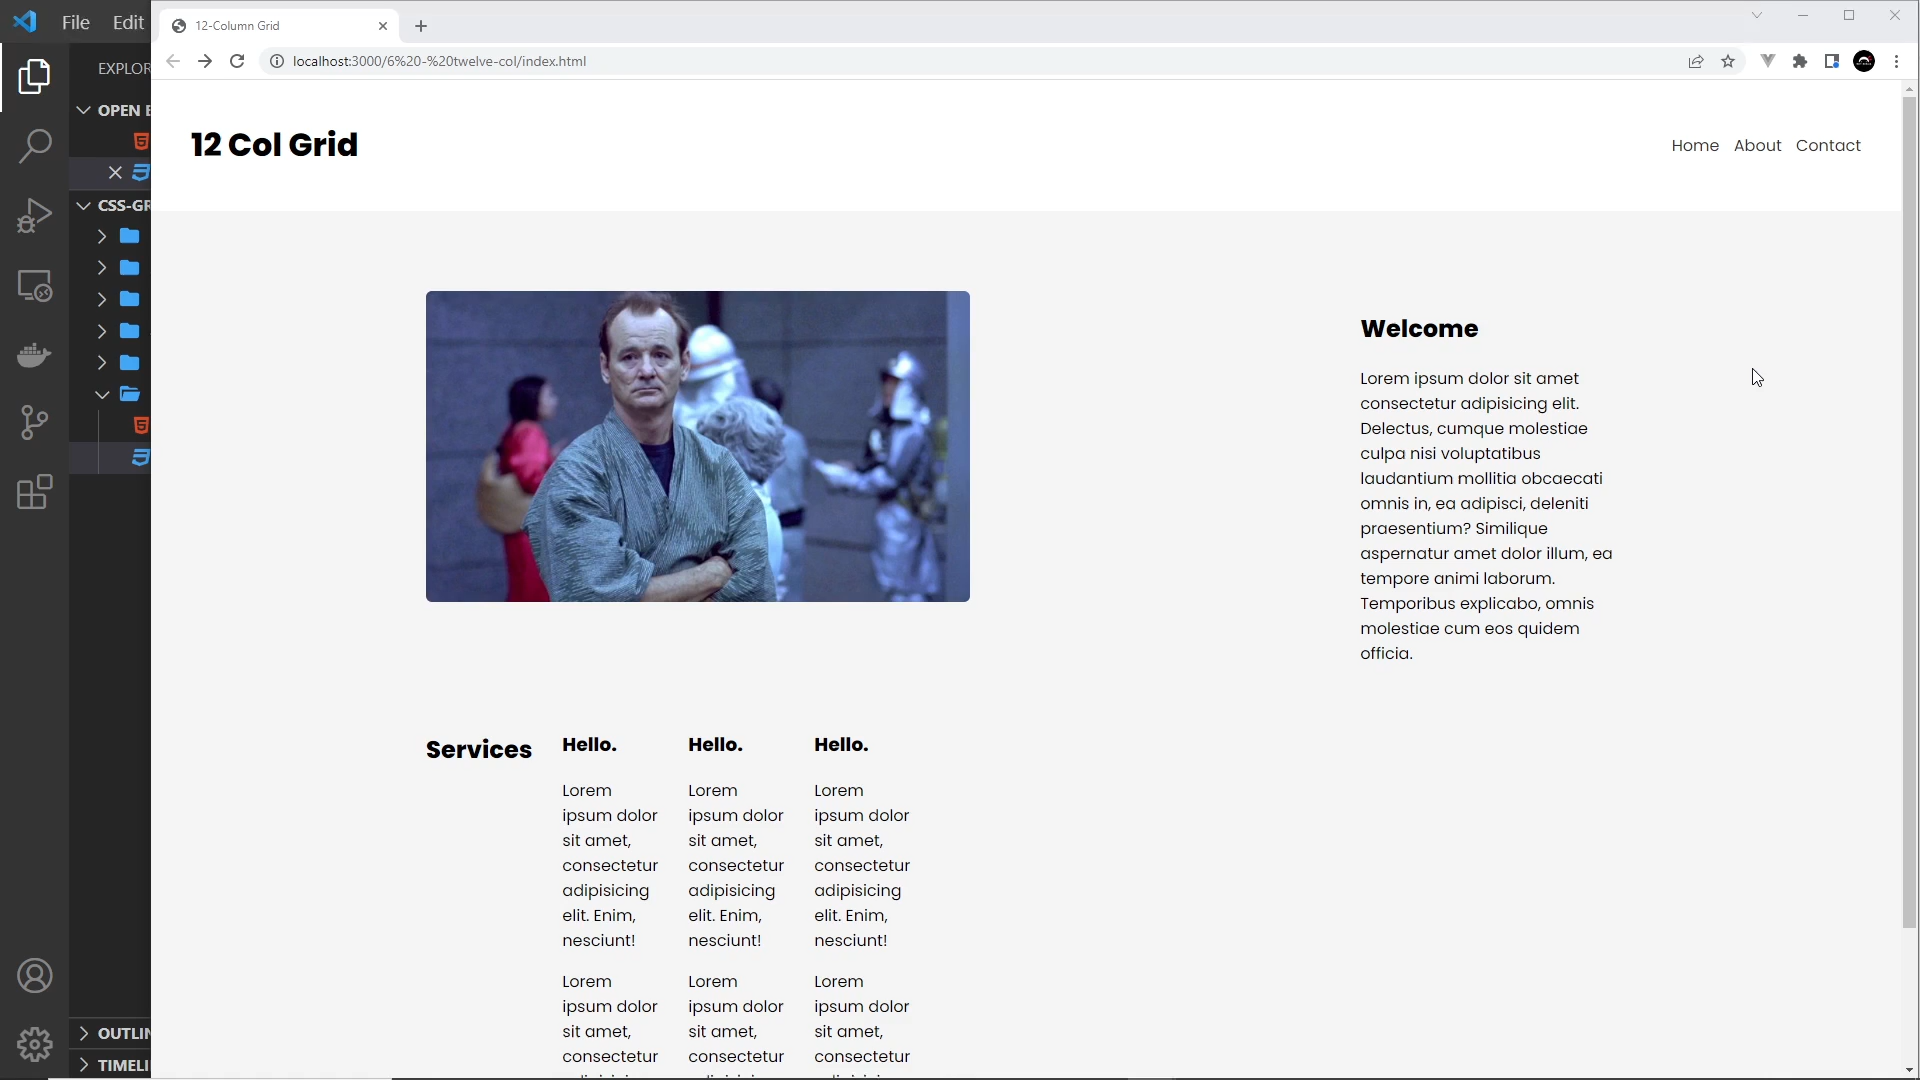 File Edit
12-Column Grid
localhost:3000/6%20-%20twelve-col/index.html
EXPLOR
OPEN E
CSS-GR
OUTLIN
TIMELI
12 Col Grid
Home About Contact
Welcome
Lorem ipsum dolor sit amet
consectetur adipisicing elit.
Delectus, cumque molestiae
culpa nisi voluptatibus
laudantium mollitia obcaecati
omnis in, ea adipisci, deleniti
praesentium? Similique
aspernatur amet dolor illum, ea
tempore animi laborum.
Temporibus explicabo, omnis
molestiae cum eos quidem
officia.
Services
Hello.
Lorem
ipsum dolor
sit amet,
consectetur
adipisicing
elit. Enim,
nesciunt!
Lorem
ipsum dolor
sit amet,
consectetur
Hello.
Lorem
ipsum dolor
sit amet,
consectetur
adipisicing
elit. Enim,
nesciunt!
Lorem
ipsum dolor
sit amet,
consectetur
Hello.
Lorem
ipsum dolor
sit amet,
consectetur
adipisicing
elit. Enim,
nesciunt!
Lorem
ipsum dolor
sit amet,
consectetur